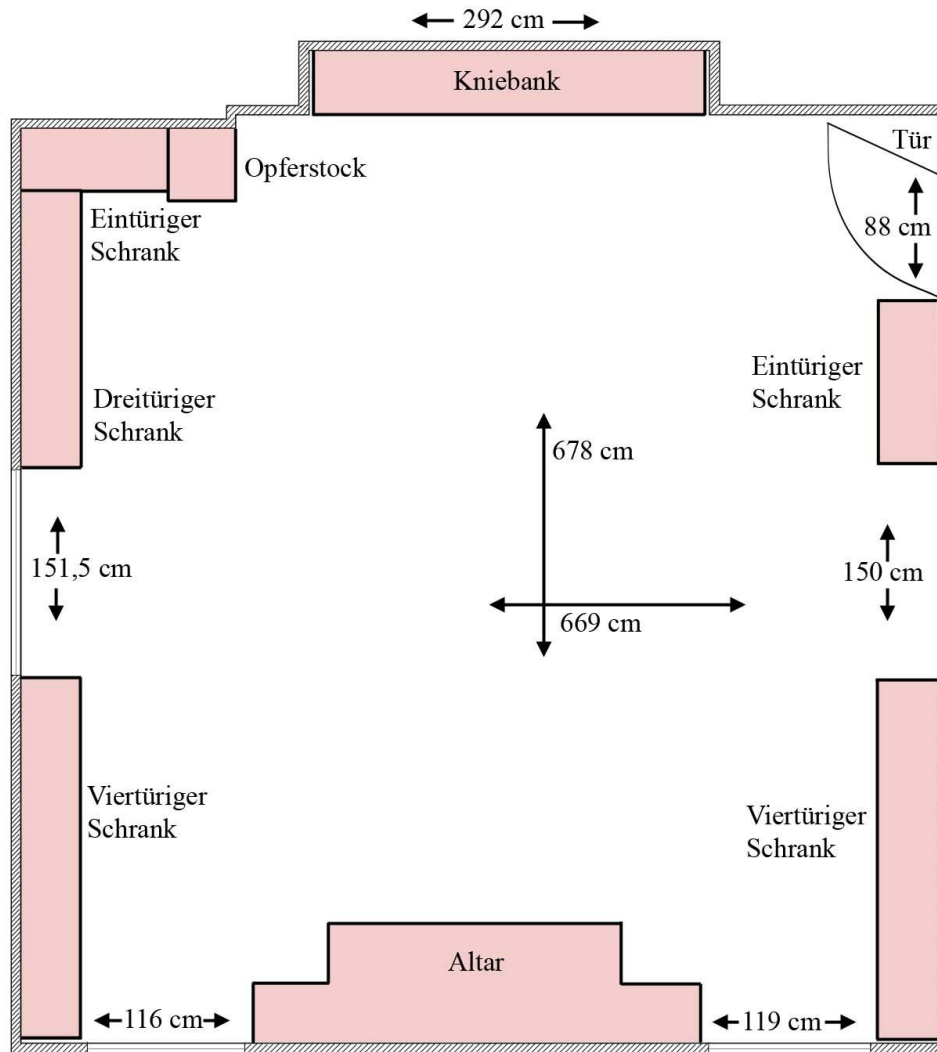 292 cm
Kniebank
Tür
Opferstock
88 cm
Eintüriger
Schrank
Eintüriger
Schrank
Dreitüriger
Schrank
678 cm
151,5 cm
150 cm
669 cm
Viertüriger
Schrank
Viertüriger
Schrank
Altar
116 cm
119 cm